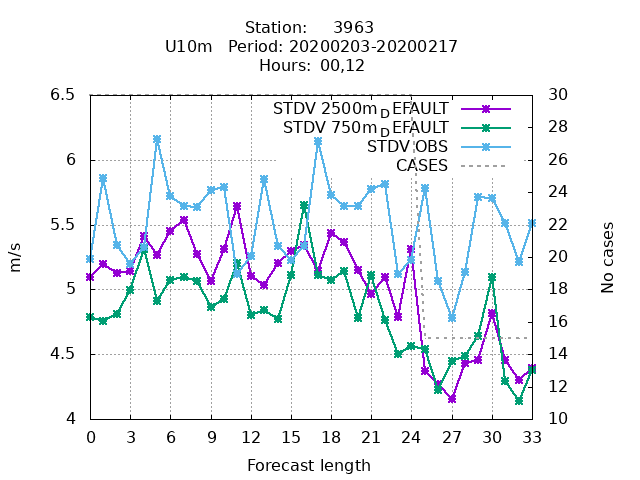 Station: 3963
U10m Period: 20200203-20200217
Hours: 00,12
6.5
6
5.5
5
4.5
4
m/s
STDV 2500m_DEFAULT
STDV 750m_DEFAULT
STDV OBS
CASES
30
28
26
24
22
20
18
16
14
12
10
No cases
0 3 6 9 12 15 18 21 24 27 30 33
Forecast length